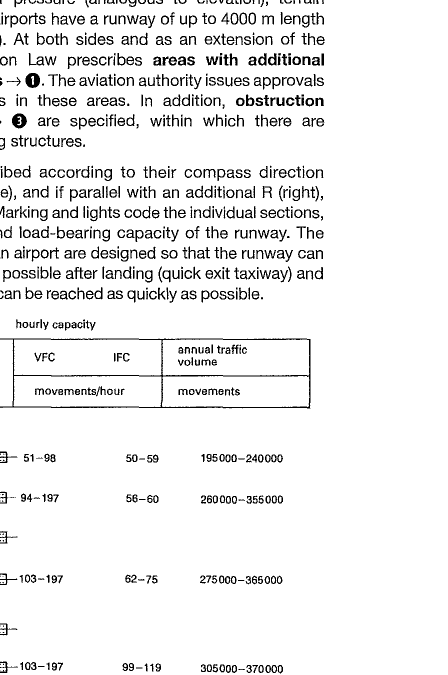 pressure (analogous to elevation), terrain
irports have a runway of up to 4000 m length
). At both sides and as an extension of the
on Law prescribes areas with additional
s → ❶. The aviation authority issues approvals
s in these areas. In addition, obstruction
❸ are specified, within which there are
g structures.
ibed according to their compass direction
e), and if parallel with an additional R (right),
Marking and lights code the individual sections,
nd load-bearing capacity of the runway. The
n airport are designed so that the runway can
possible after landing (quick exit taxiway) and
can be reached as quickly as possible.
hourly capacity
VFC IFC annual traffic
volume
movements/hour movements
51–98 50–59 195000–240000
94–197 56–60 260000–355000
103–197 62–75 275000–365000
103–197 99–119 305000–370000